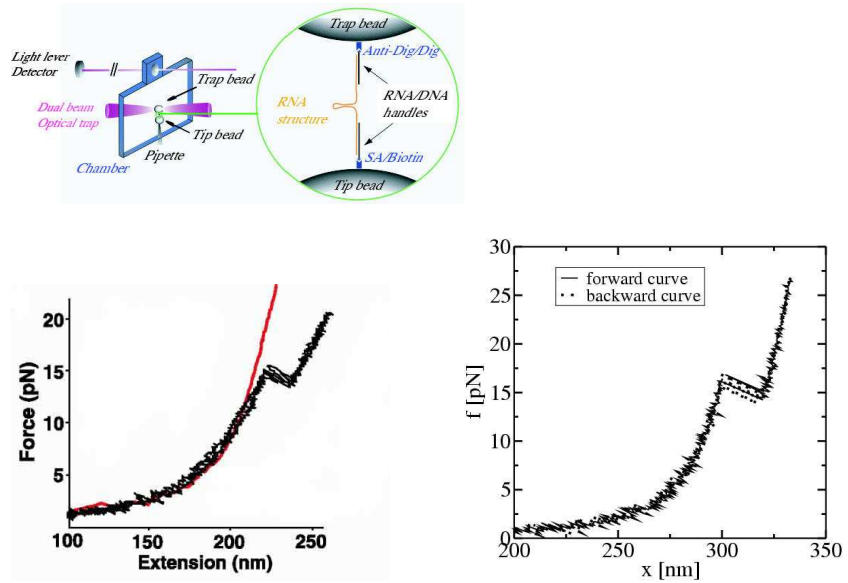 Light lever
Detector
Trap bead
Dual beam
Optical trap
Tip bead
Pipette
Chamber
Trap bead
Anti-Dig/Dig
RNA
structure
RNA/DNA
handles
SA/Biotin
Tip bead
20
15
10
5
Force (pN)
100
150
200
250
Extension (nm)
30
25
20
15
10
5
0
f [pN]
forward curve
backward curve
200
250
300
350
x [nm]